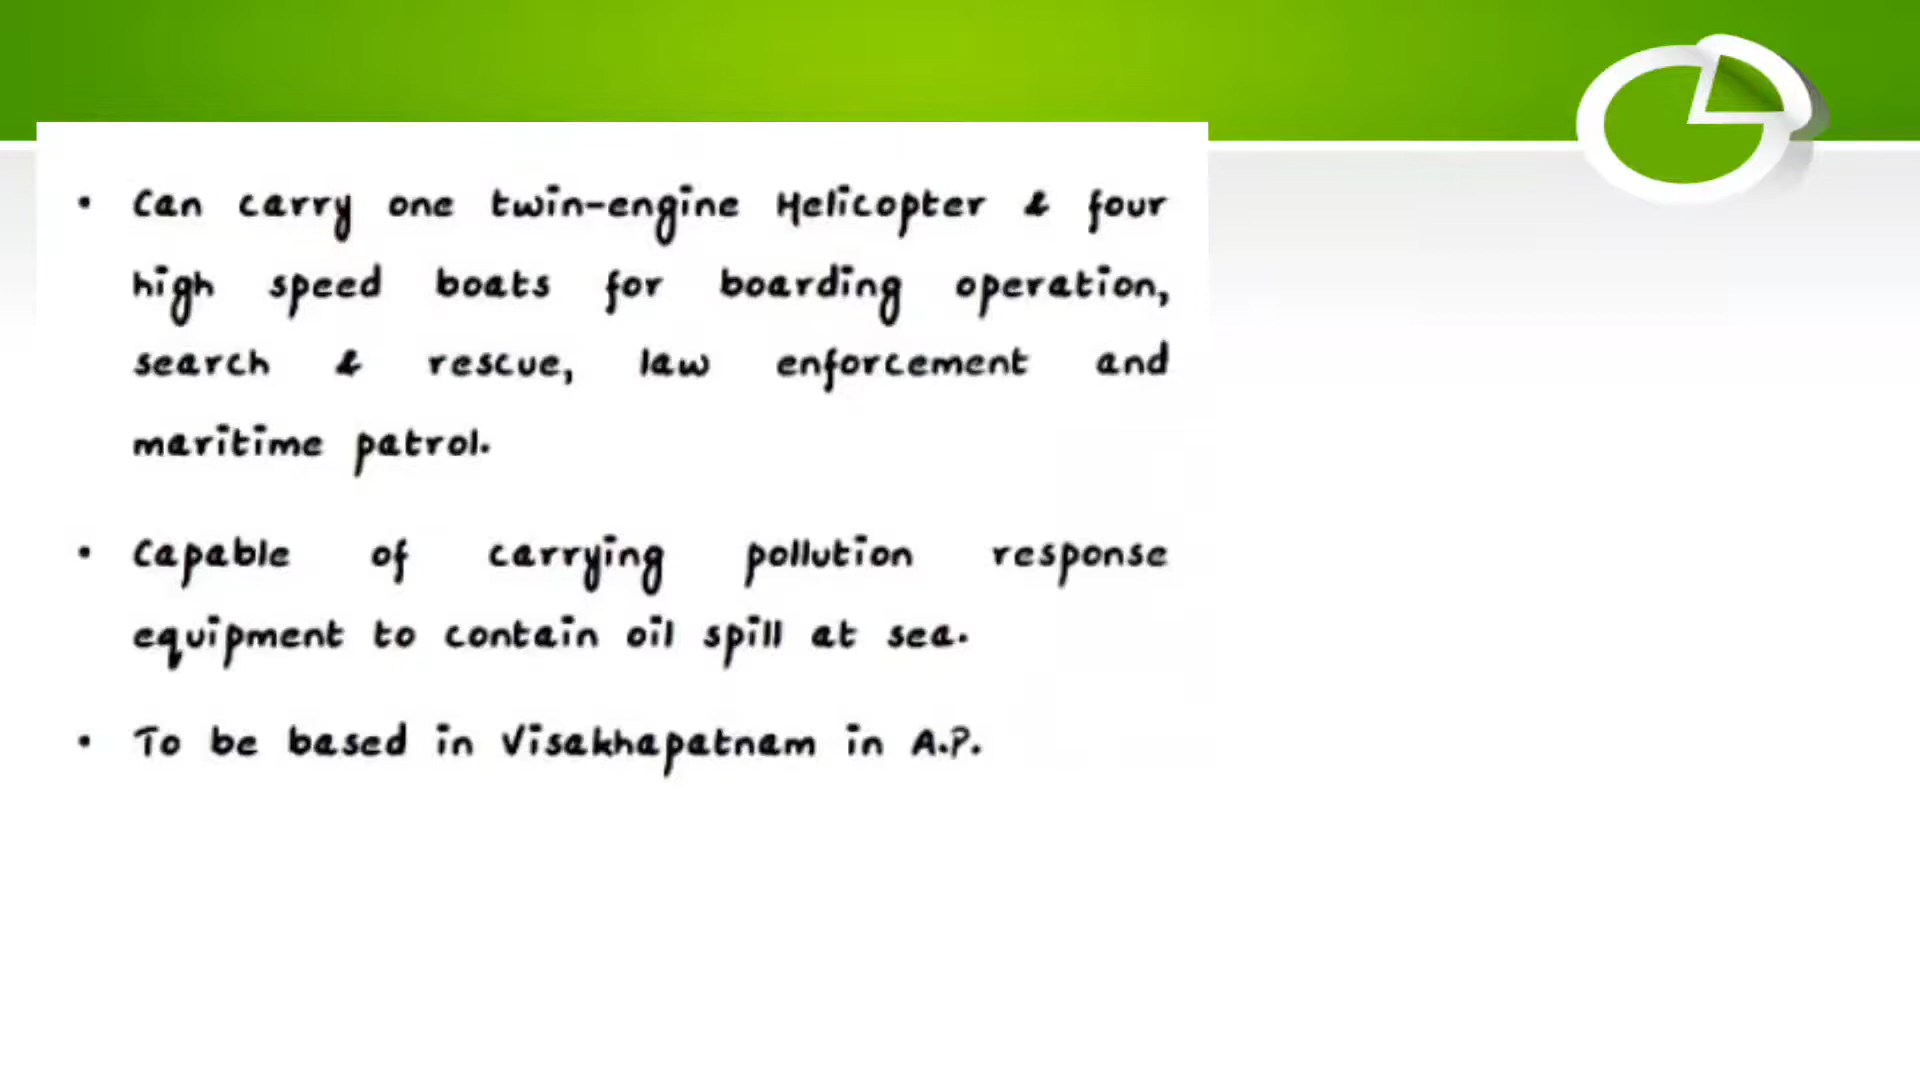 • Can carry one twin-engine Helicopter & four
high speed boats for boarding operation,
search & rescue, law enforcement and
maritime patrol.
• Capable of carrying pollution response
equipment to contain oil spill at sea.
• To be based in Visakhapatnam in A.P.